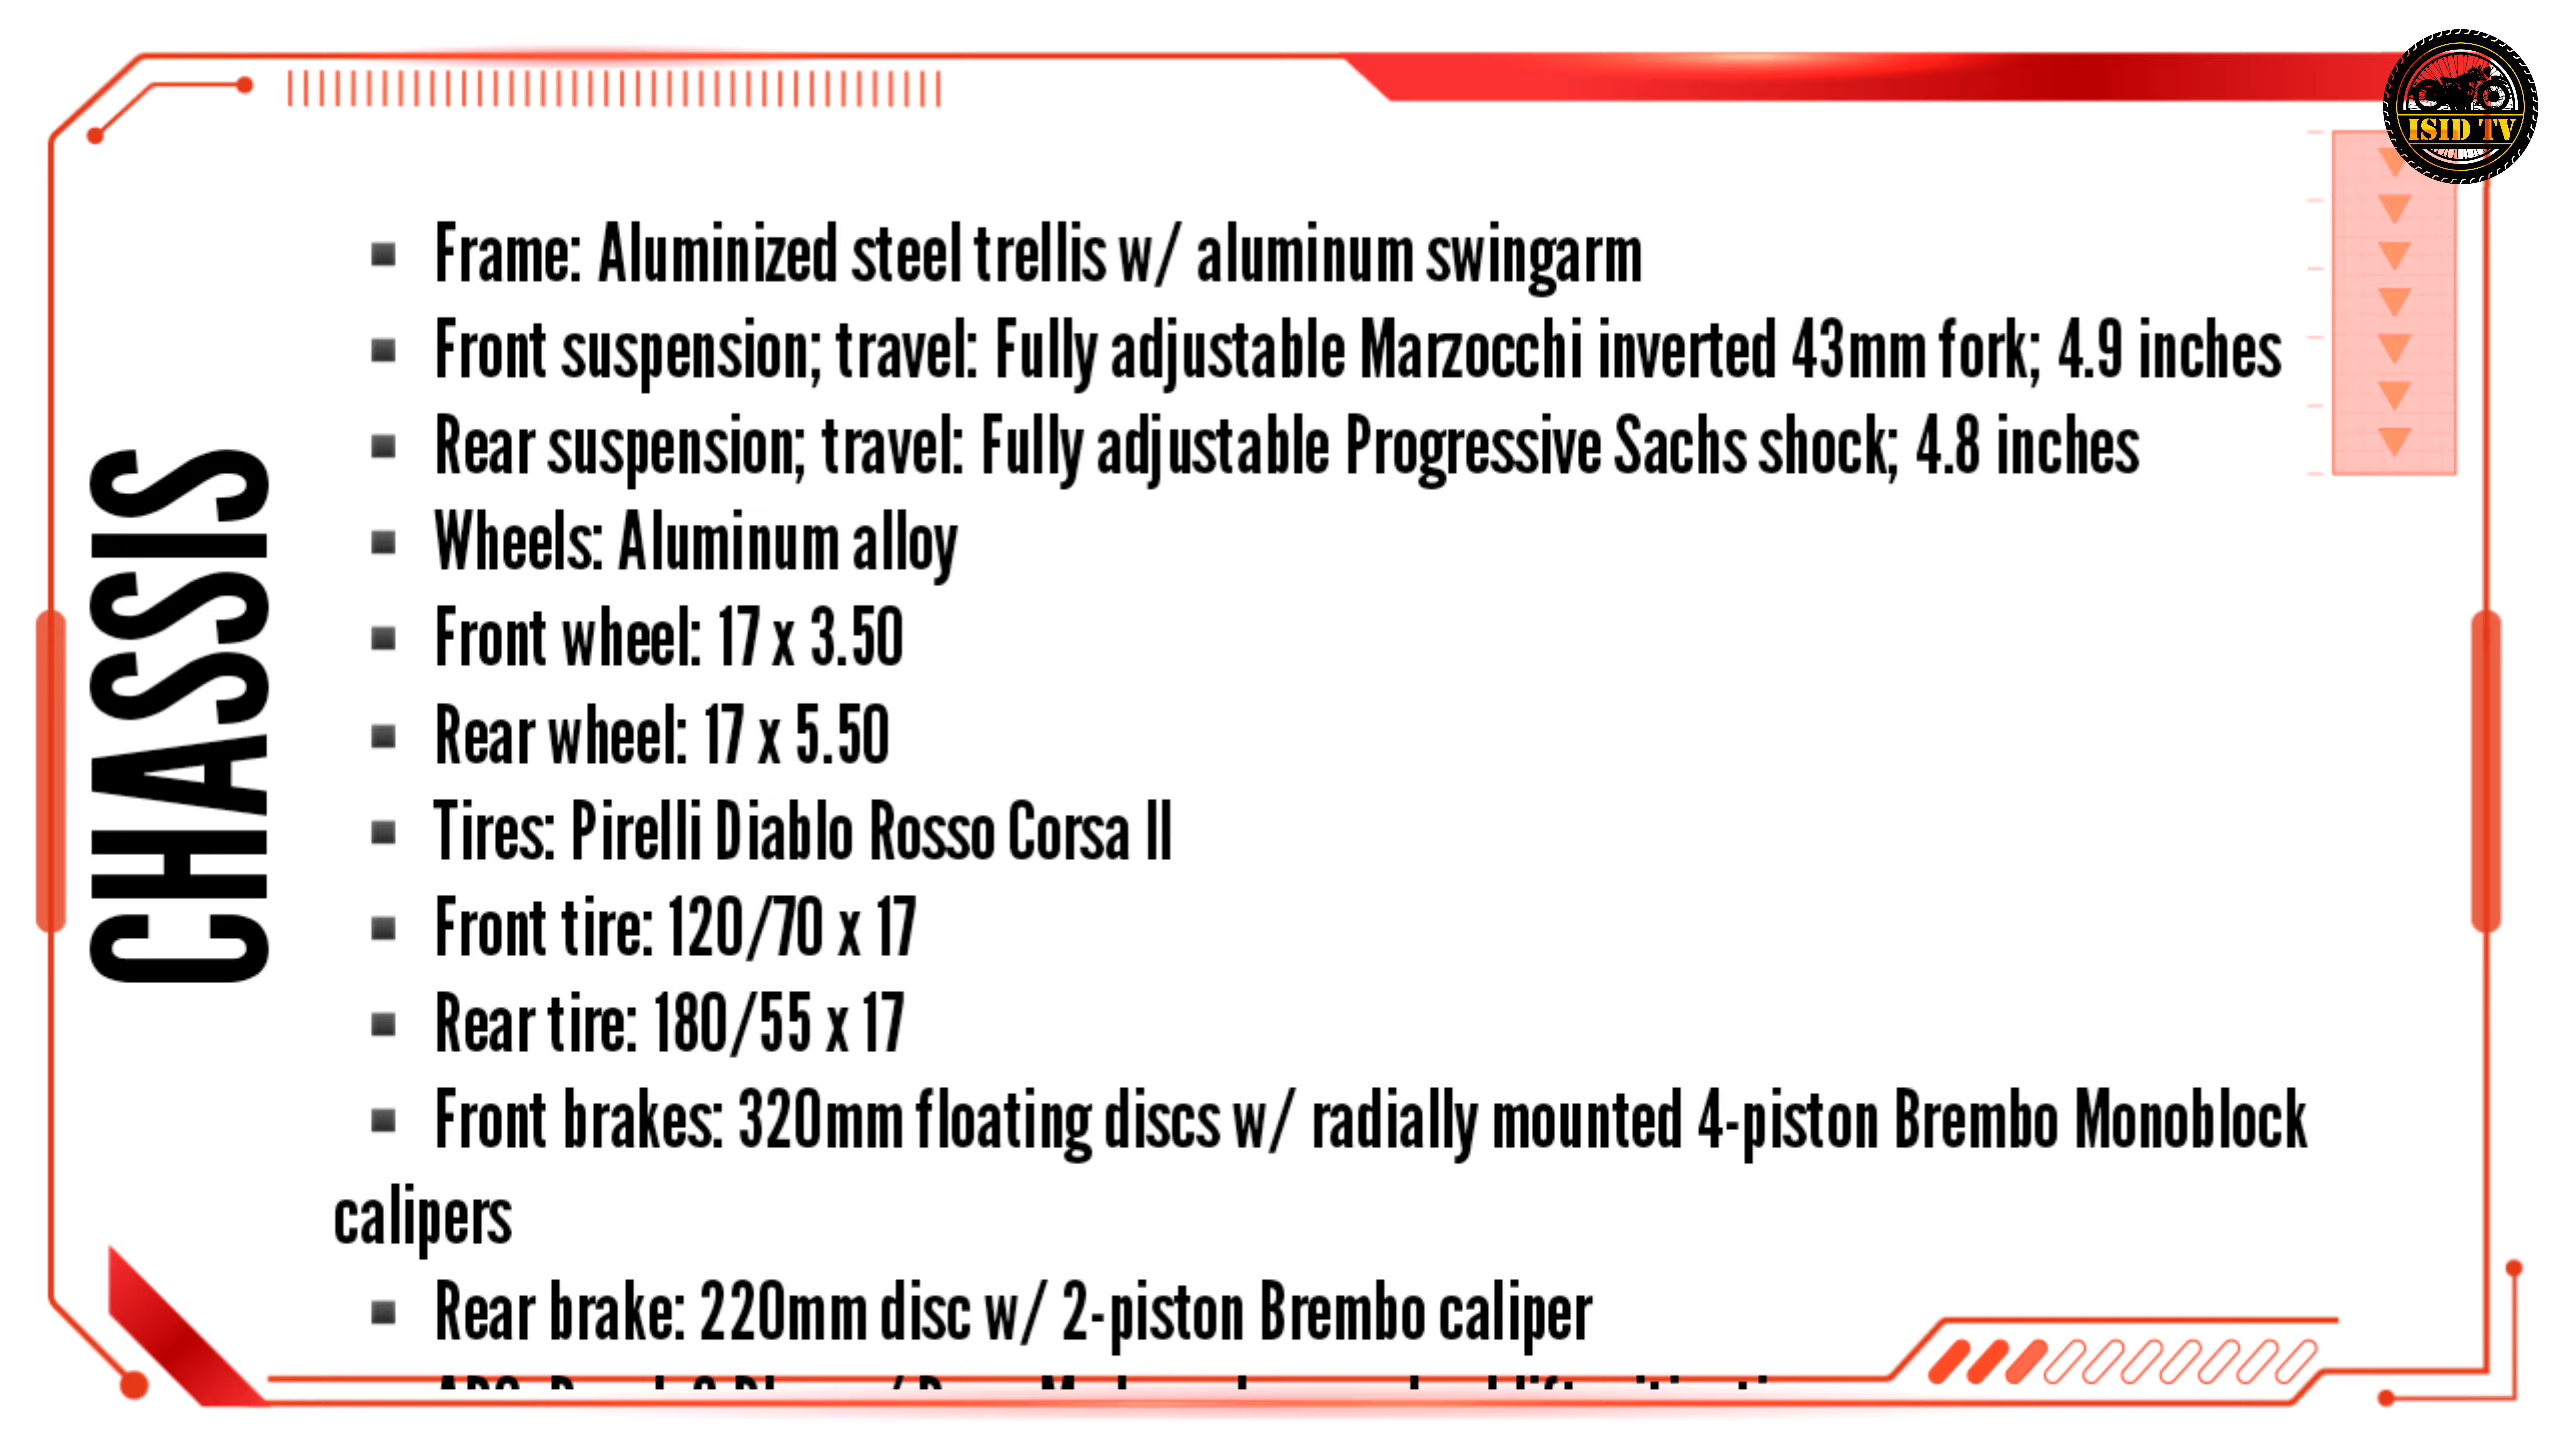 ISID TV
CHASSIS
▪ Frame: Aluminized steel trellis w/ aluminum swingarm
▪ Front suspension; travel: Fully adjustable Marzocchi inverted 43mm fork; 4.9 inches
▪ Rear suspension; travel: Fully adjustable Progressive Sachs shock; 4.8 inches
▪ Wheels: Aluminum alloy
▪ Front wheel: 17 x 3.50
▪ Rear wheel: 17 x 5.50
▪ Tires: Pirelli Diablo Rosso Corsa II
▪ Front tire: 120/70 x 17
▪ Rear tire: 180/55 x 17
▪ Front brakes: 320mm floating discs w/ radially mounted 4-piston Brembo Monoblock
calipers
▪ Rear brake: 220mm disc w/ 2-piston Brembo caliper